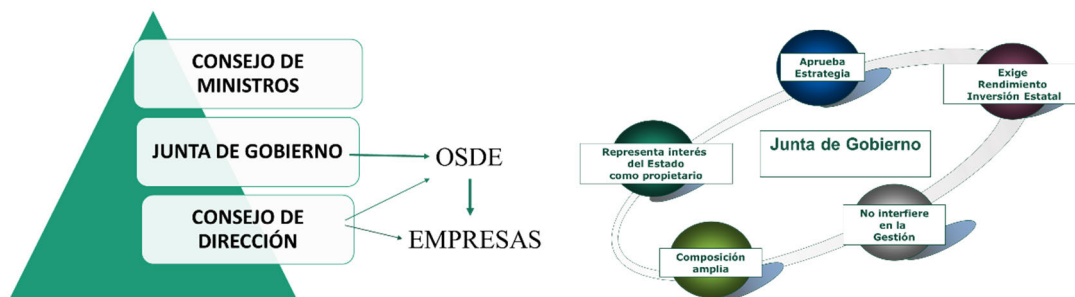 CONSEJO DE
MINISTROS
JUNTA DE GOBIERNO
OSDE
CONSEJO DE
DIRECCIÓN
EMPRESAS
Aprueba
Estrategia
Exige
Rendimiento
Inversión Estatal
Junta de Gobierno
Representa interés
del Estado
como propietario
No interfiere
en la
Gestión
Composición
amplia